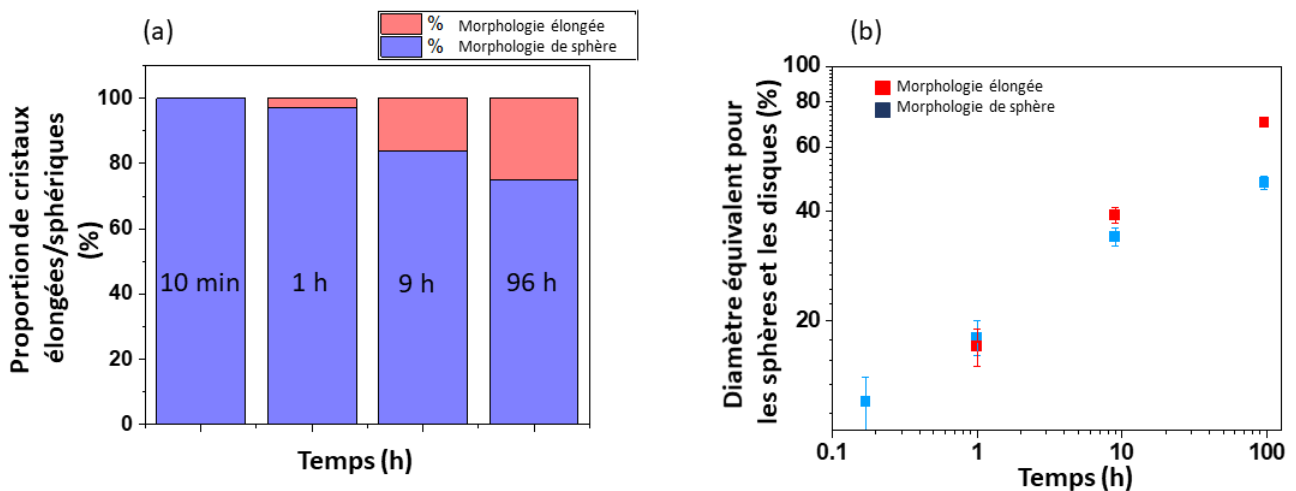 (a)
% Morphologie élongée
% Morphologie de sphère
Proportion de cristaux
élongées/sphériques
(%)
100
80
60
40
20
0
10 min
1 h
9 h
96 h
Temps (h)
(b)
Diamètre équivalent pour
les sphères et les disques (%)
100
80
60
40
20
Morphologie élongée
Morphologie de sphère
0.1
1
10
100
Temps (h)